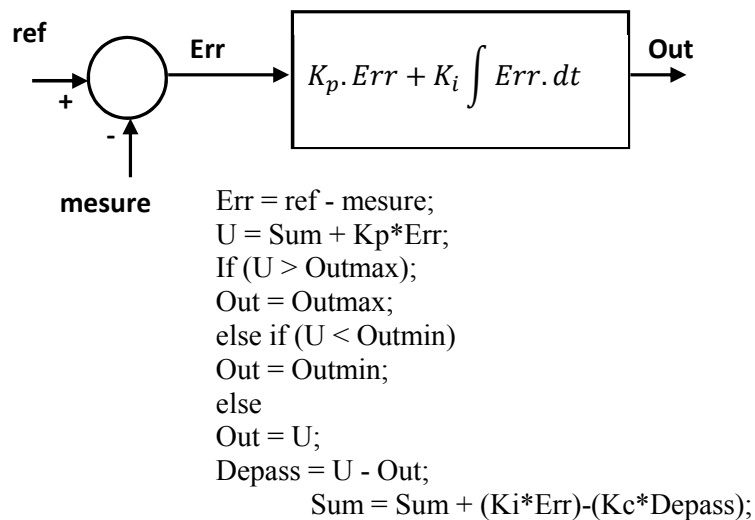 ref
Err
Out
+
-
mesure
K_p. Err + K_i ∫ Err. dt
Err = ref - mesure;
U = Sum + Kp*Err;
If (U > Outmax);
Out = Outmax;
else if (U < Outmin)
Out = Outmin;
else
Out = U;
Depass = U - Out;
Sum = Sum + (Ki*Err)-(Kc*Depass);